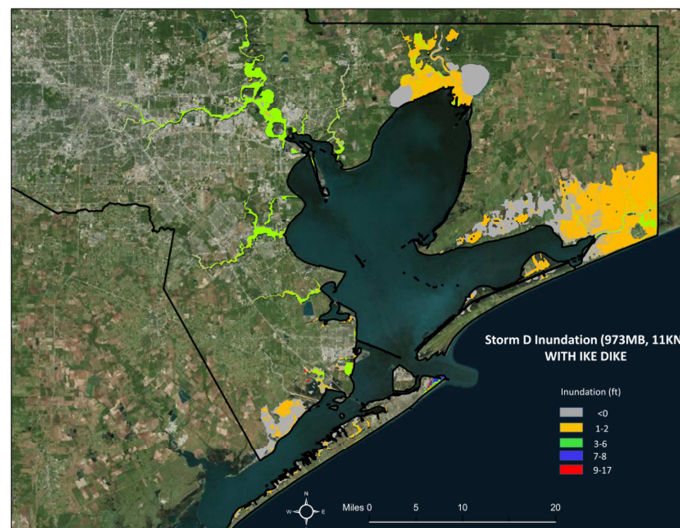 Storm D Inundation (973MB, 11KN
WITH IKE DIKE
Inundation (ft)
<0
1-2
3-6
7-8
9-17
N
W E
S
Miles 0 5 10 20